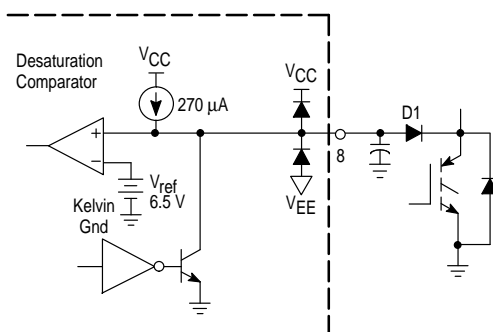 Desaturation
Comparator
VCC
270 µA
VCC
D1
+
–
8
Vref
6.5 V
VEE
Kelvin
Gnd